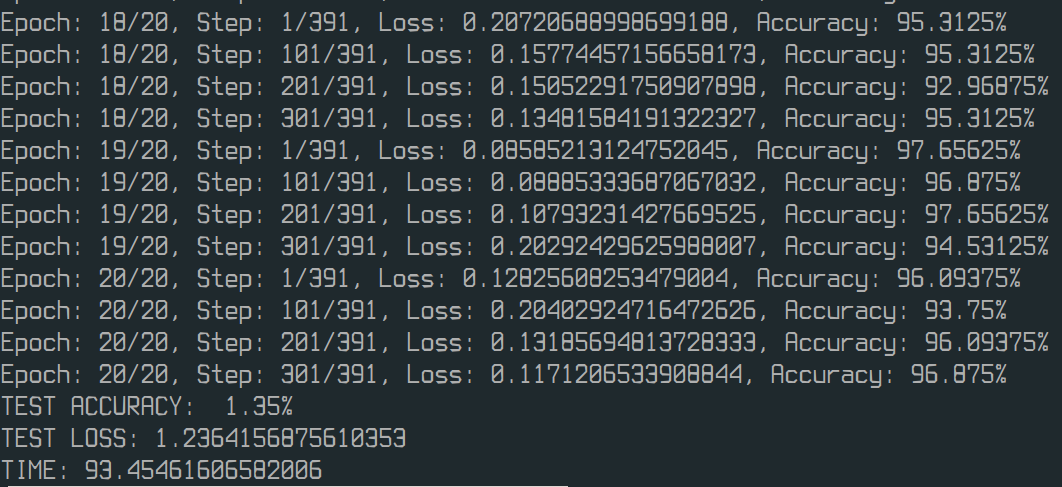 Epoch: 18/20, Step: 1/391, Loss: 0.20720688998699188, Accuracy: 95.3125%
Epoch: 18/20, Step: 101/391, Loss: 0.15774457156658173, Accuracy: 95.3125%
Epoch: 18/20, Step: 201/391, Loss: 0.15052291750907898, Accuracy: 92.96875%
Epoch: 18/20, Step: 301/391, Loss: 0.13481584191322327, Accuracy: 95.3125%
Epoch: 19/20, Step: 1/391, Loss: 0.08585213124752045, Accuracy: 97.65625%
Epoch: 19/20, Step: 101/391, Loss: 0.08885333687067032, Accuracy: 96.875%
Epoch: 19/20, Step: 201/391, Loss: 0.10793231427669525, Accuracy: 97.65625%
Epoch: 19/20, Step: 301/391, Loss: 0.20292429625988007, Accuracy: 94.53125%
Epoch: 20/20, Step: 1/391, Loss: 0.12825608253479004, Accuracy: 96.09375%
Epoch: 20/20, Step: 101/391, Loss: 0.20402924716472626, Accuracy: 93.75%
Epoch: 20/20, Step: 201/391, Loss: 0.13185694813728333, Accuracy: 96.09375%
Epoch: 20/20, Step: 301/391, Loss: 0.1171206533908844, Accuracy: 96.875%
TEST ACCURACY:  1.35%
TEST LOSS: 1.2364156875610353
TIME: 93.45461606582006